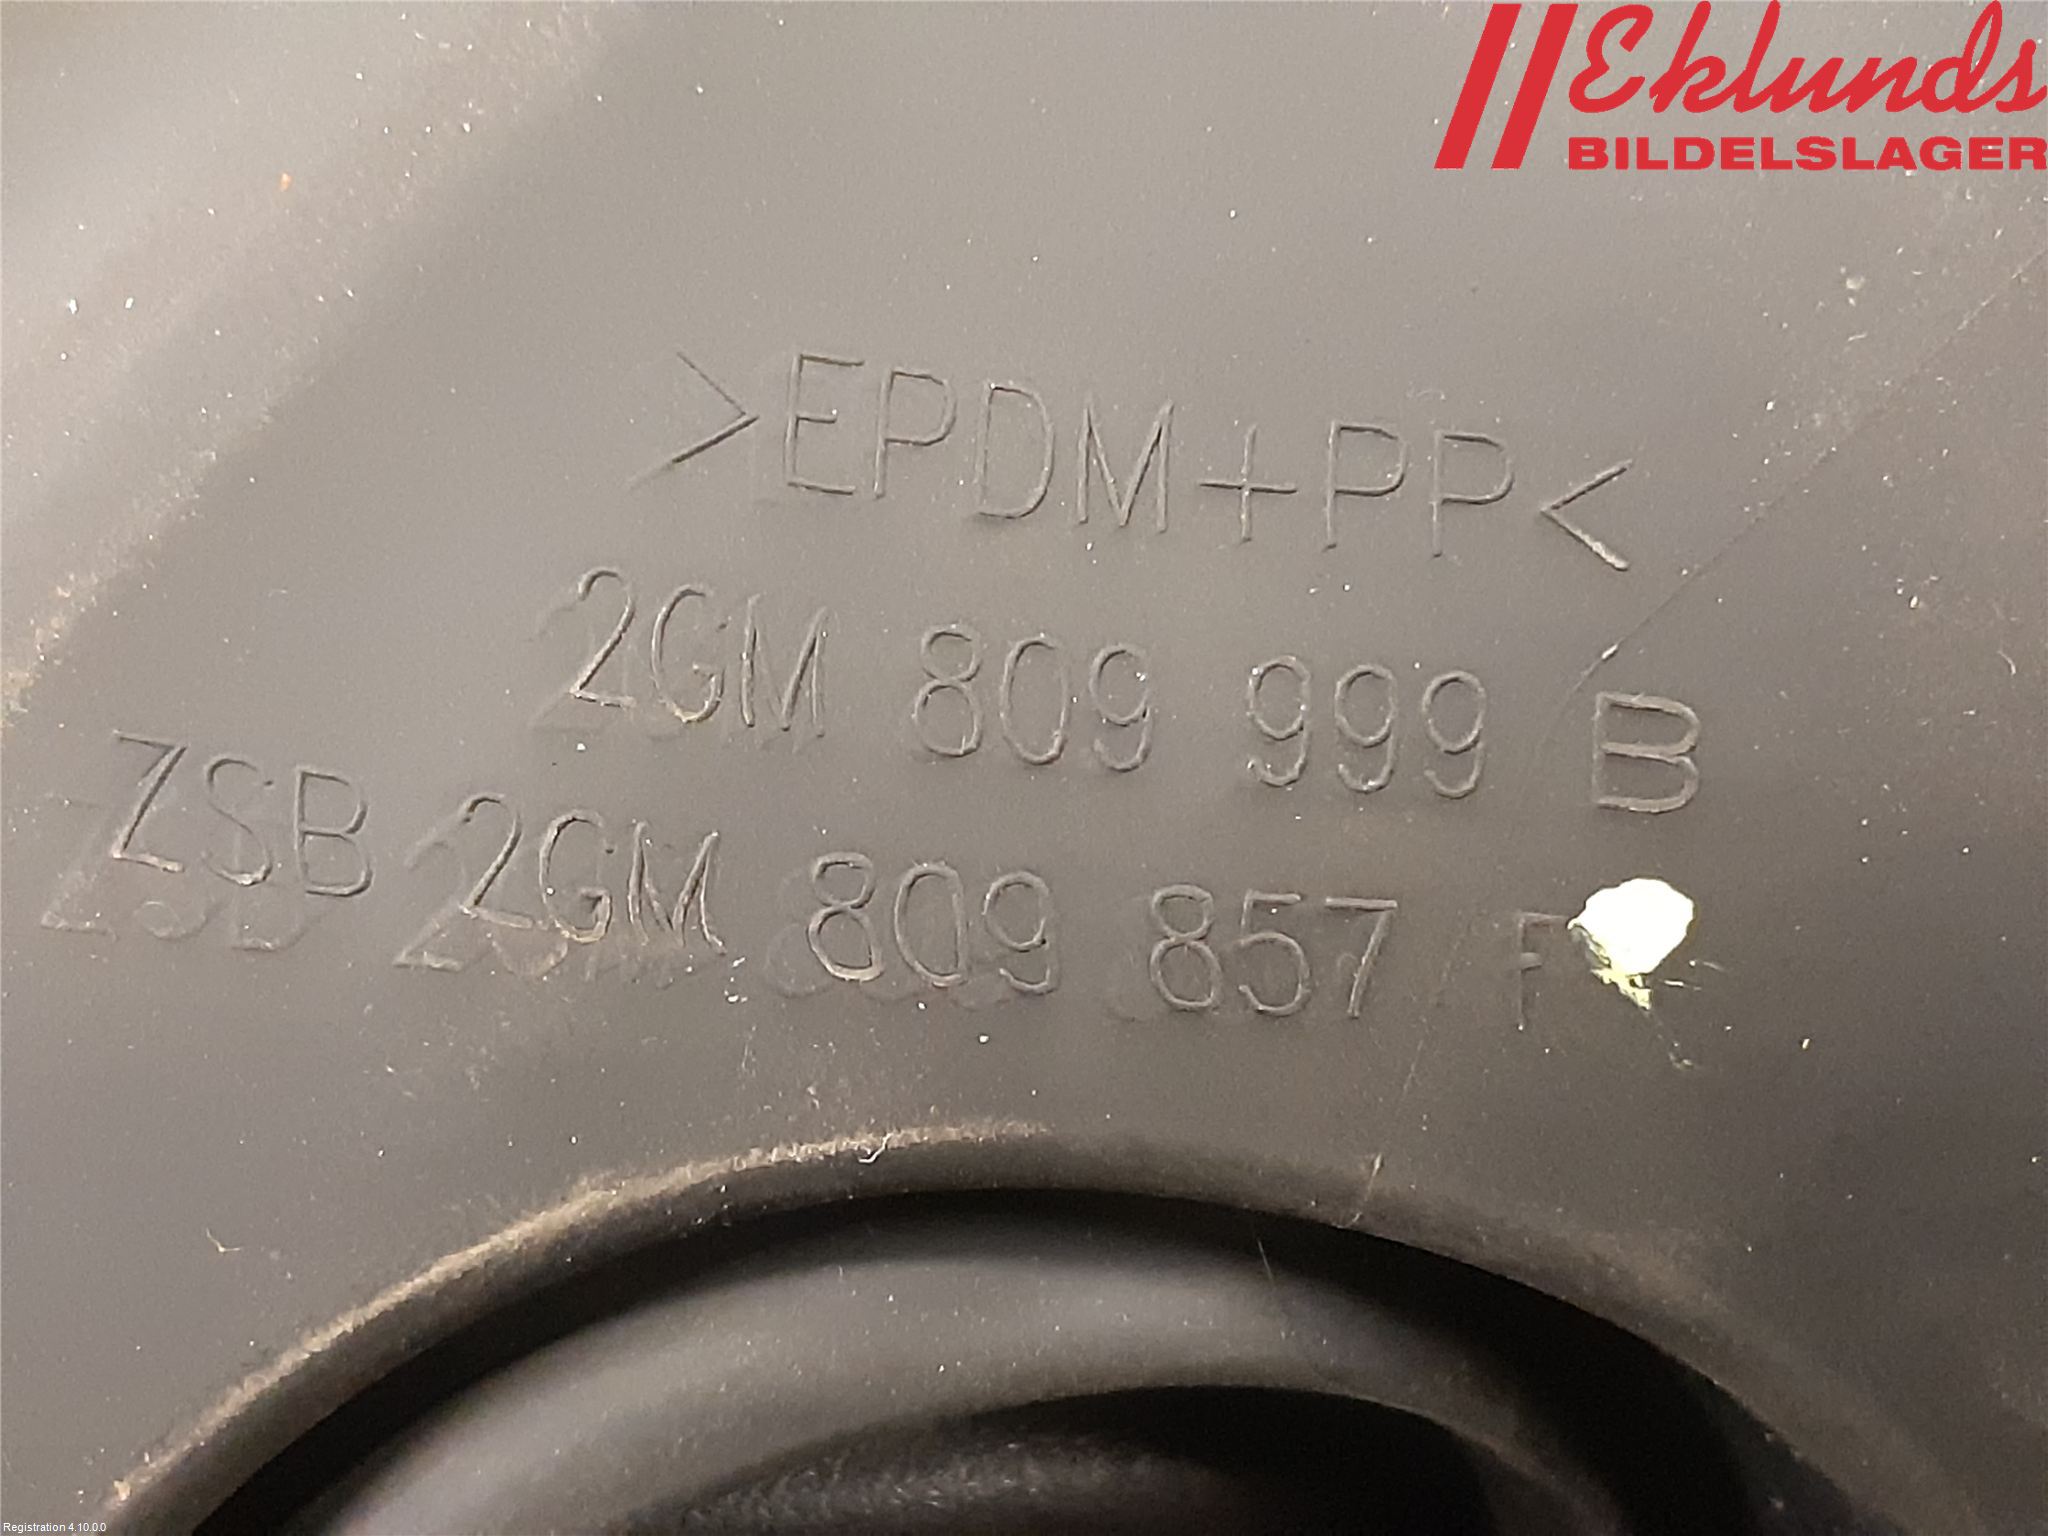 Eklunds
BILDELSLAGER
>EPDM+PP<
2GM 809 999 B
ZSB 2GM 809 857 F
Registration 4.10.0.0